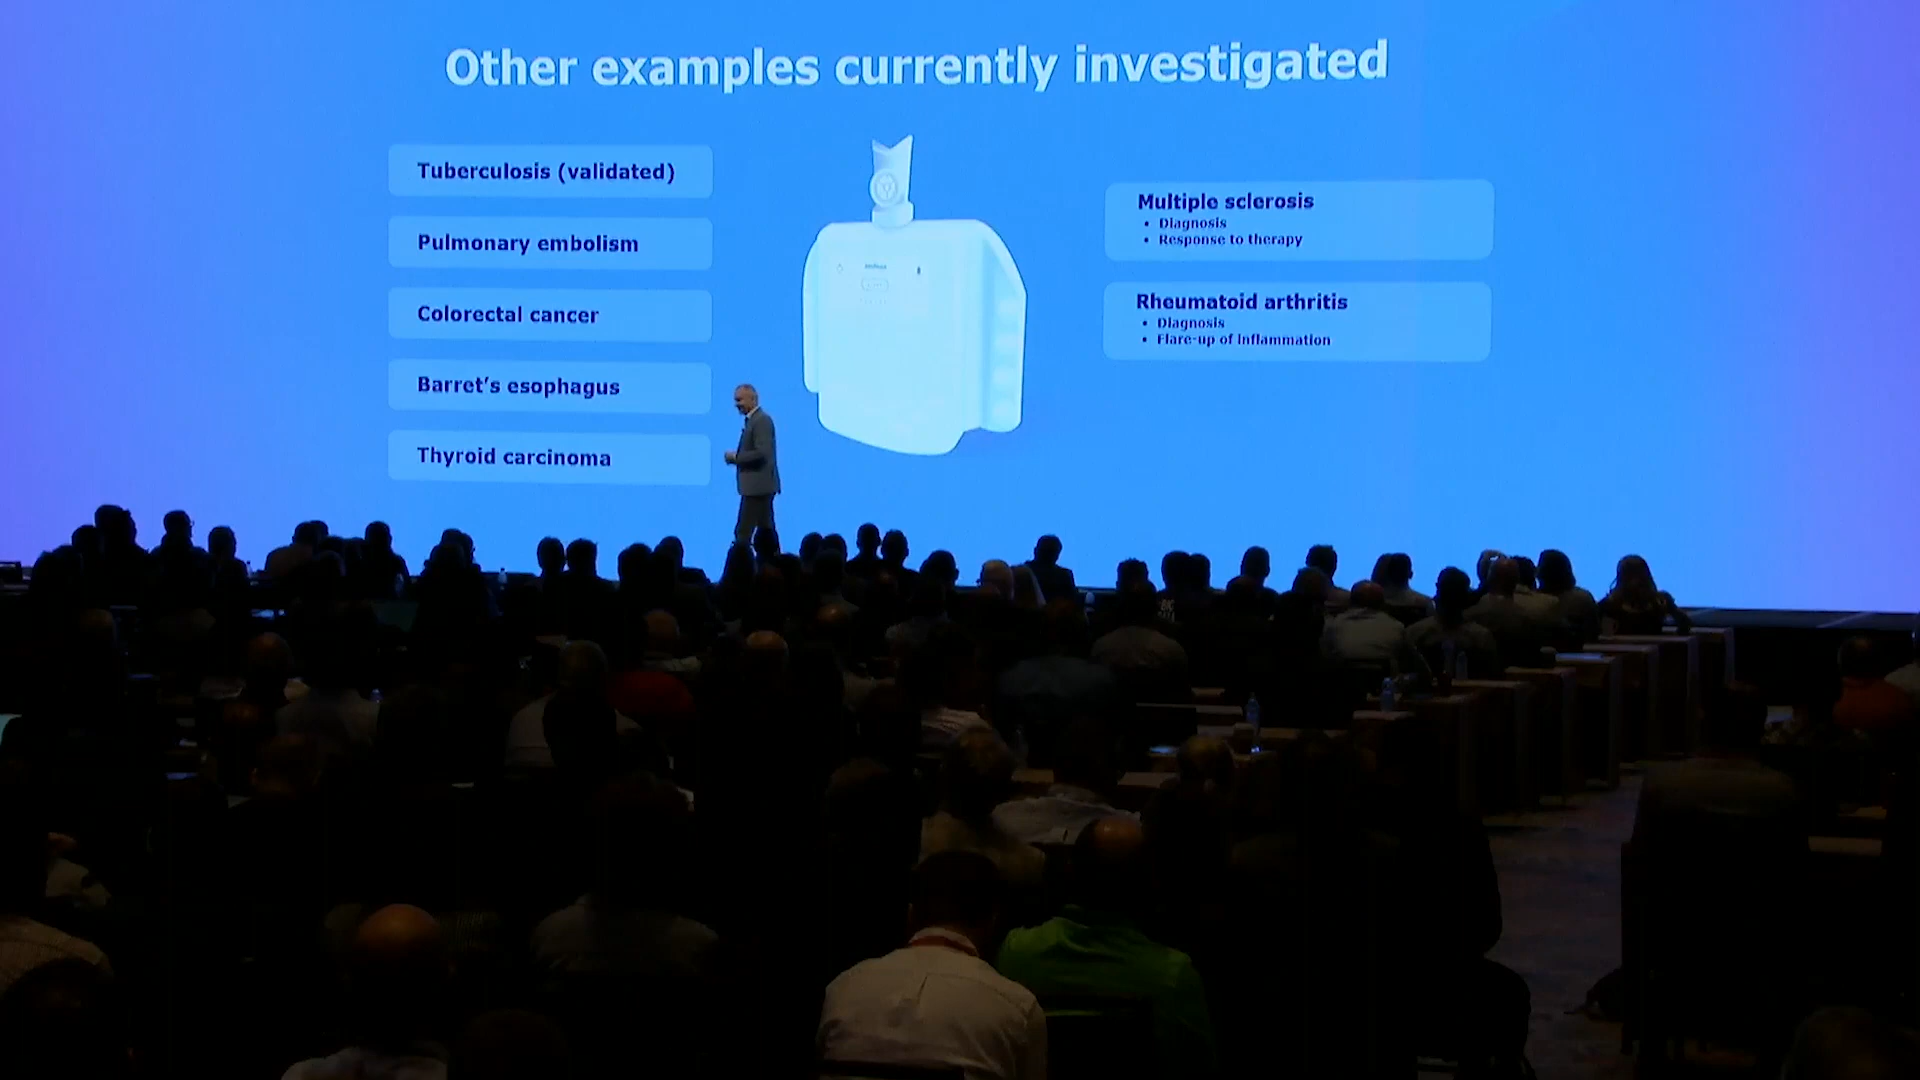 Other examples currently investigated
Tuberculosis (validated)
Pulmonary embolism
Colorectal cancer
Barret’s esophagus
Thyroid carcinoma
Multiple sclerosis
• Diagnosis
• Response to therapy
Rheumatoid arthritis
• Diagnosis
• Flare-up of inflammation